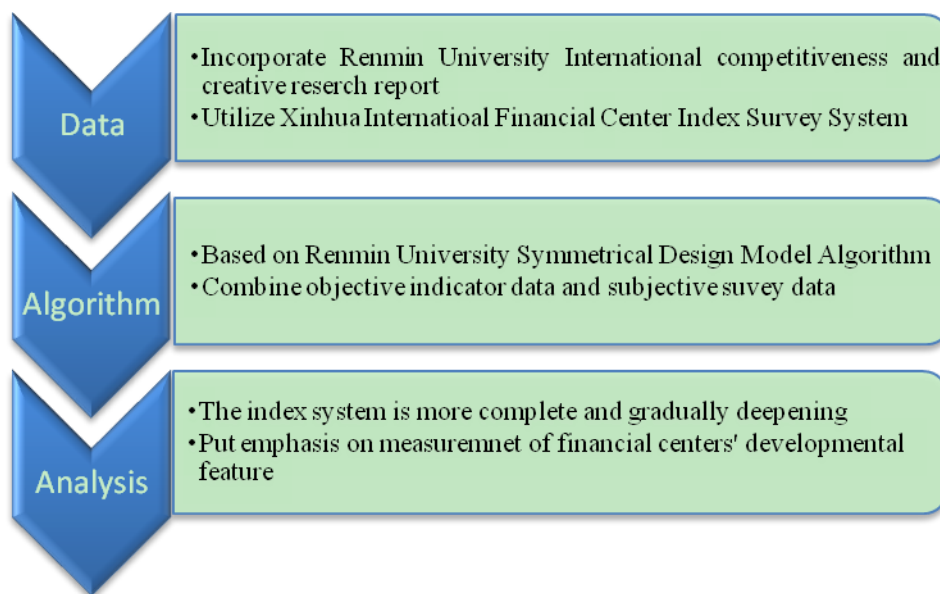 Data
•Incorporate Renmin University International competitiveness and
creative reserch report
•Utilize Xinhua Internatioal Financial Center Index Survey System
Algorithm
•Based on Renmin University Symmetrical Design Model Algorithm
•Combine objective indicator data and subjective suvey data
Analysis
•The index system is more complete and gradually deepening
•Put emphasis on measuremnet of financial centers' developmental
feature